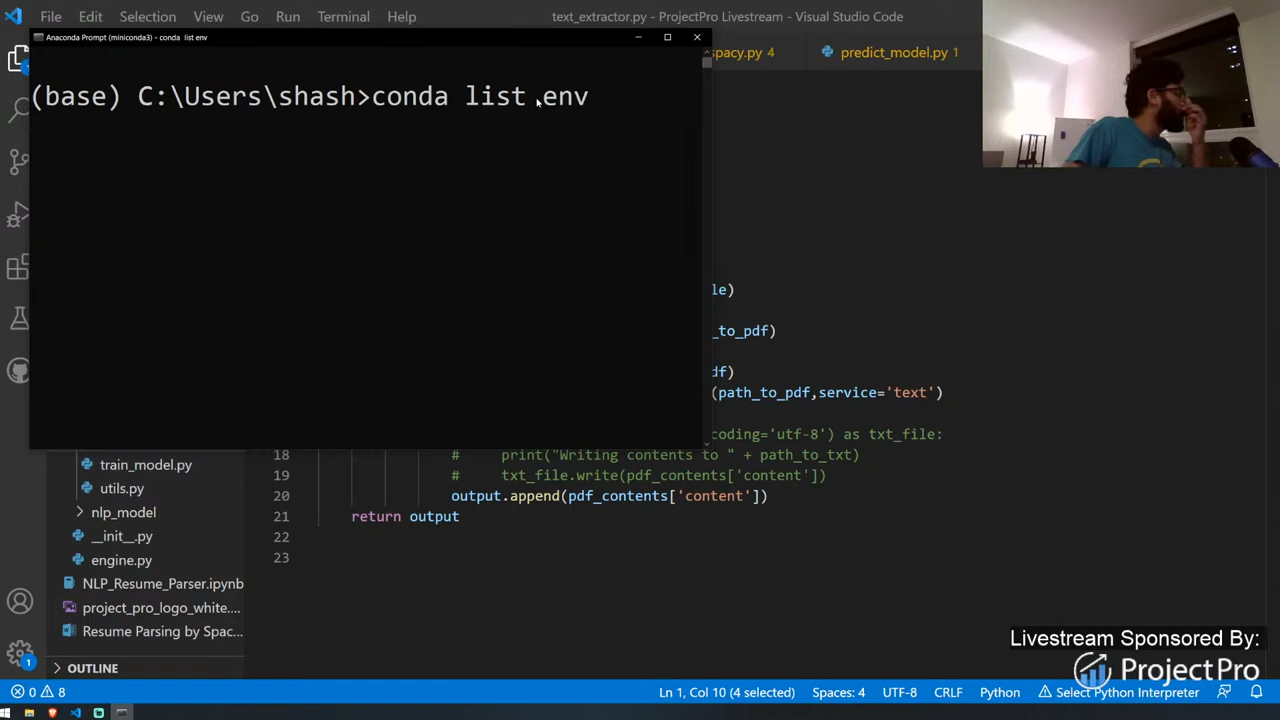 File Edit Selection View Go Run Terminal Help
text_extractor.py - ProjectPro Livestream - Visual Studio Code
Anaconda Prompt (miniconda3) - conda list env
spacy.py 4
predict_model.py 1
(base) C:\Users\shash>conda list env
le)
_to_pdf)
df)
(path_to_pdf,service='text')
coding='utf-8') as txt_file:
18 # print("Writing contents to " + path_to_txt)
19 # txt_file.write(pdf_contents['content'])
20 output.append(pdf_contents['content'])
21 return output
22
23
train_model.py
utils.py
nlp_model
__init__.py
engine.py
NLP_Resume_Parser.ipynb
project_pro_logo_white....
Resume Parsing by Spac...
OUTLINE
Livestream Sponsored By:
ProjectPro
1
0 8
Ln 1, Col 10 (4 selected) Spaces: 4 UTF-8 CRLF Python Select Python Interpreter